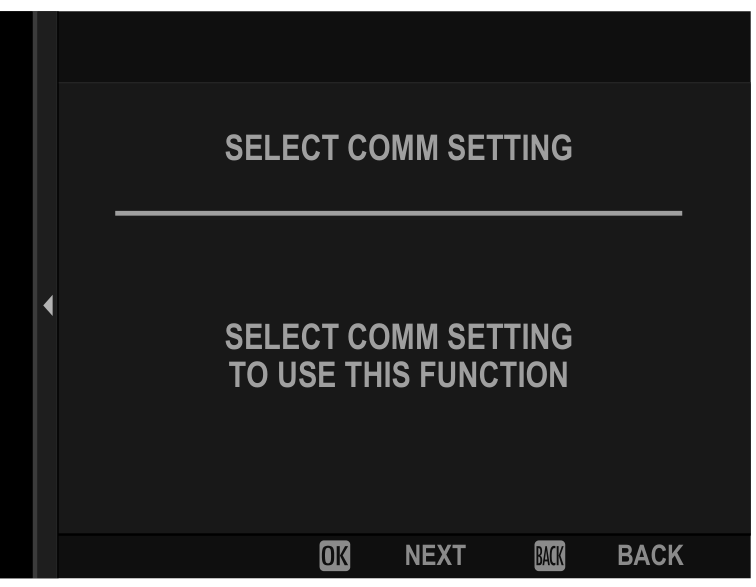 SELECT COMM SETTING
SELECT COMM SETTING
TO USE THIS FUNCTION
OK NEXT BACK BACK